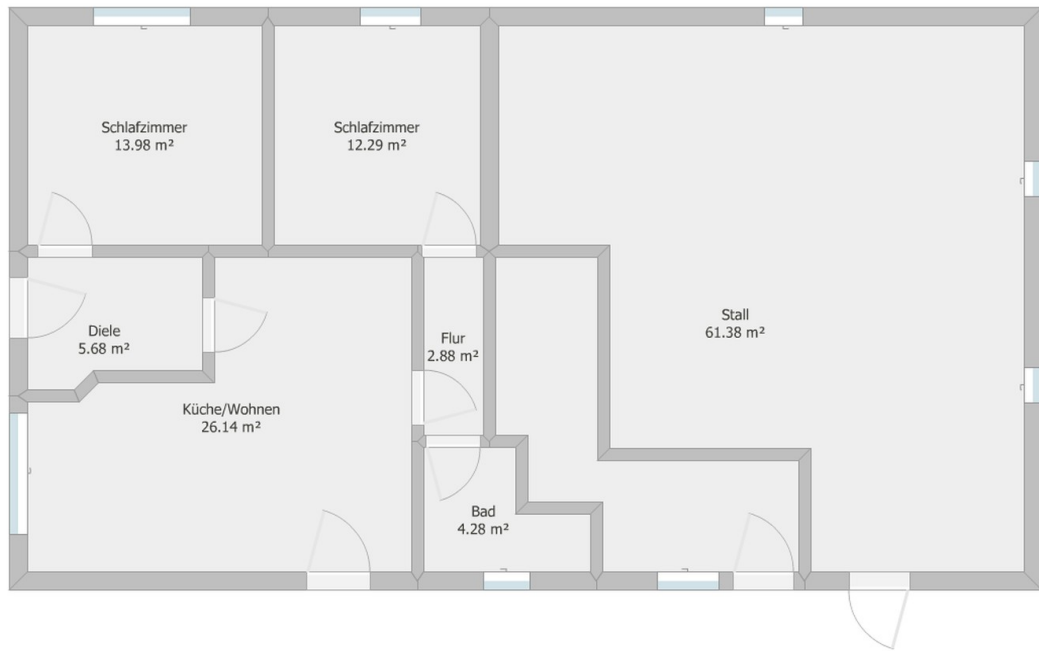 Schlafzimmer
13.98 m²
Schlafzimmer
12.29 m²
Stall
61.38 m²
Diele
5.68 m²
Flur
2.88 m²
Küche/Wohnen
26.14 m²
Bad
4.28 m²